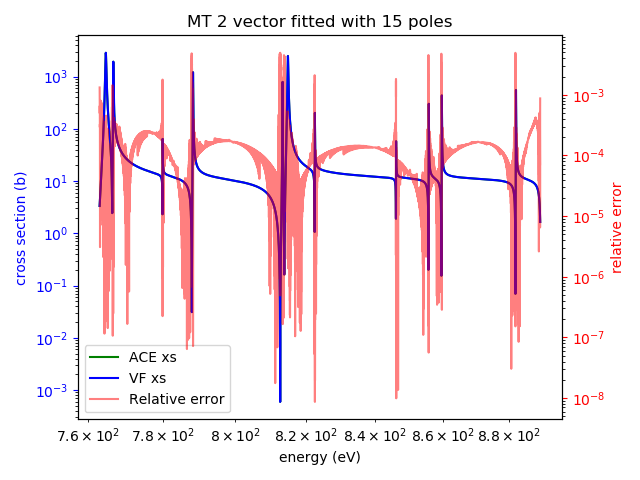 MT 2 vector fitted with 15 poles
10³
10²
10¹
10⁰
10⁻¹
10⁻²
10⁻³
cross section (b)
10⁻³
10⁻⁴
10⁻⁵
10⁻⁶
10⁻⁷
10⁻⁸
relative error
ACE xs
VF xs
Relative error
7.6 × 10² 7.8 × 10² 8 × 10² 8.2 × 10² 8.4 × 10² 8.6 × 10² 8.8 × 10²
energy (eV)